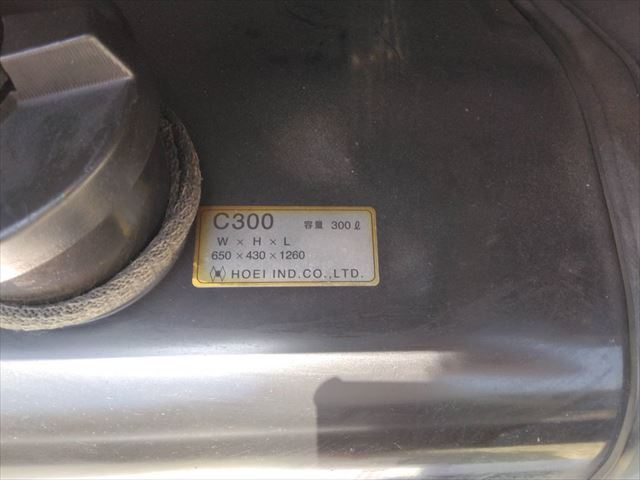 C300 容量 300ℓ
W × H × L
650 × 430 × 1260
HOEI IND.CO.,LTD.